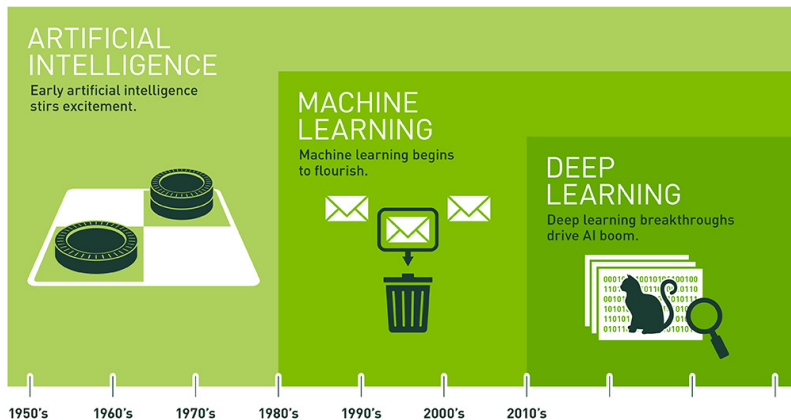 ARTIFICIAL
INTELLIGENCE
Early artificial intelligence
stirs excitement.
MACHINE
LEARNING
Machine learning begins
to flourish.
DEEP
LEARNING
Deep learning breakthroughs
drive AI boom.
1950's 1960's 1970's 1980's 1990's 2000's 2010's